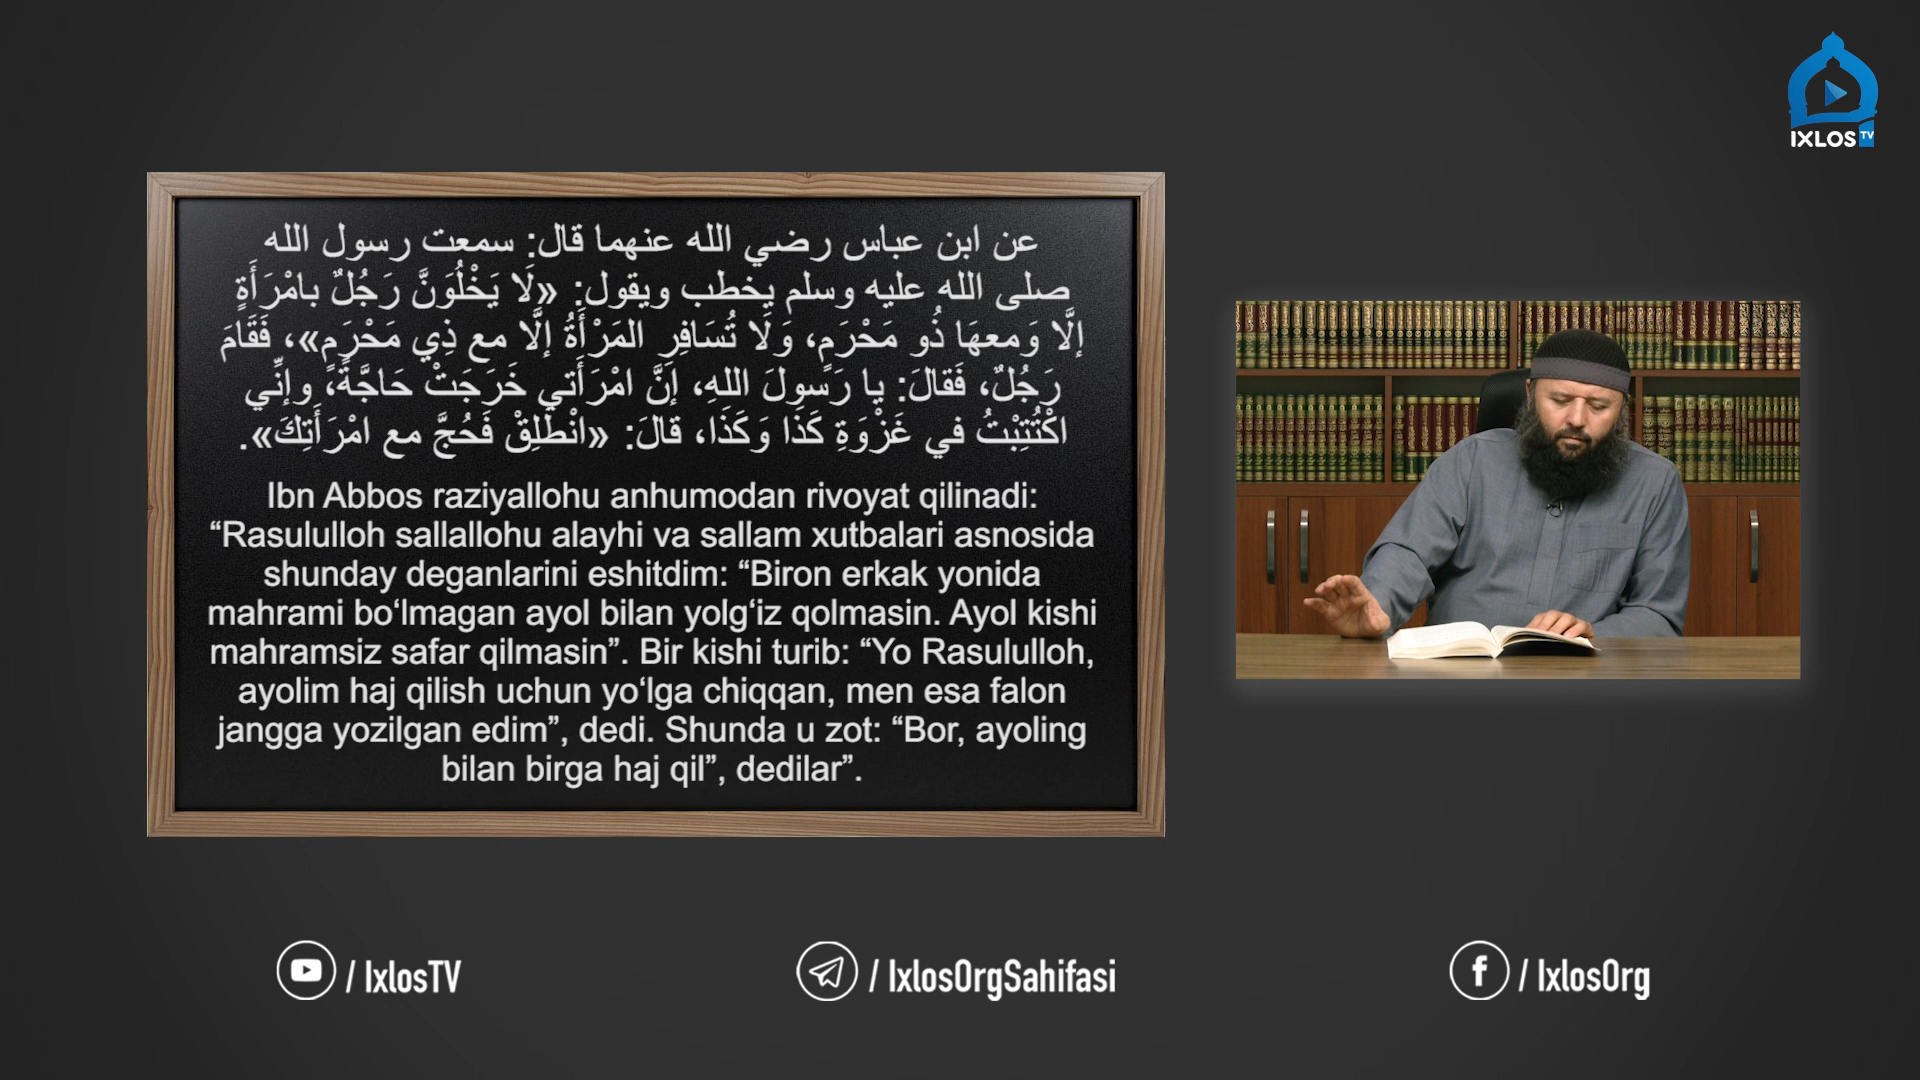 IXLOS TV
عن ابن عباس رضي الله عنهما قال: سمعت رسول الله
صلى الله عليه وسلم يخطب ويقول: «لَا يَخْلُوَنَّ رَجُلٌ بامْرَأَةٍ
إلَّا وَمعهَا ذُو مَحْرَمٍ، وَلَا تُسَافِرِ المَرْأَةُ إلَّا مع ذِي مَحْرَمٍ»، فَقَامَ
رَجُلٌ، فَقالَ: يا رَسولَ اللهِ، إنَّ امْرَأَتي خَرَجَتْ حَاجَّةً، وإنِّي
اكْتُتِبْتُ في غَزْوَةِ كَذَا وَكَذَا، قالَ: «انْطَلِقْ فَحُجَّ مع امْرَأَتِكَ».
Ibn Abbos raziyallohu anhumodan rivoyat qilinadi:
“Rasululloh sallallohu alayhi va sallam xutbalari asnosida
shunday deganlarini eshitdim: “Biron erkak yonida
mahrami bo‘lmagan ayol bilan yolg‘iz qolmasin. Ayol kishi
mahramsiz safar qilmasin”. Bir kishi turib: “Yo Rasululloh,
ayolim haj qilish uchun yo‘lga chiqqan, men esa falon
jangga yozilgan edim”, dedi. Shunda u zot: “Bor, ayoling
bilan birga haj qil”, dedilar”.
/ IxlosTV
/ IxlosOrgSahifasi
/ IxlosOrg